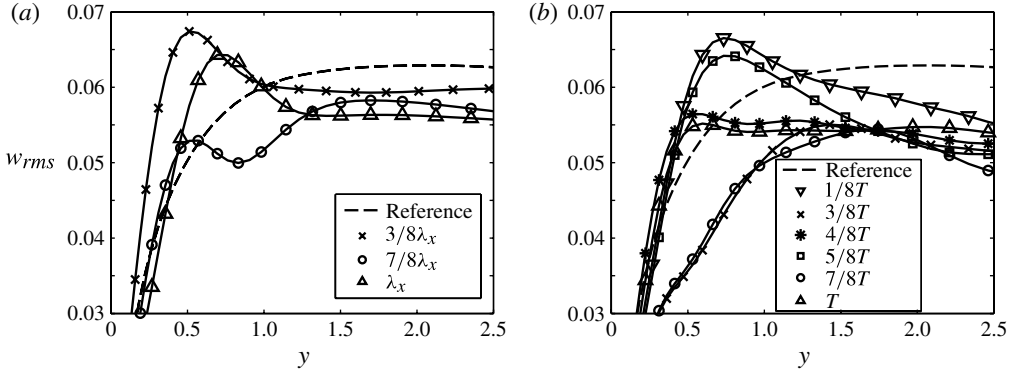 (a)
0.07
0.06
w_rms
0.05
0.04
0.03
0
0.5
1.0
1.5
2.0
2.5
y
Reference
3/8λ_x
7/8λ_x
λ_x
(b)
0.07
0.06
0.05
0.04
0.03
0
0.5
1.0
1.5
2.0
2.5
y
Reference
1/8T
3/8T
4/8T
5/8T
7/8T
T